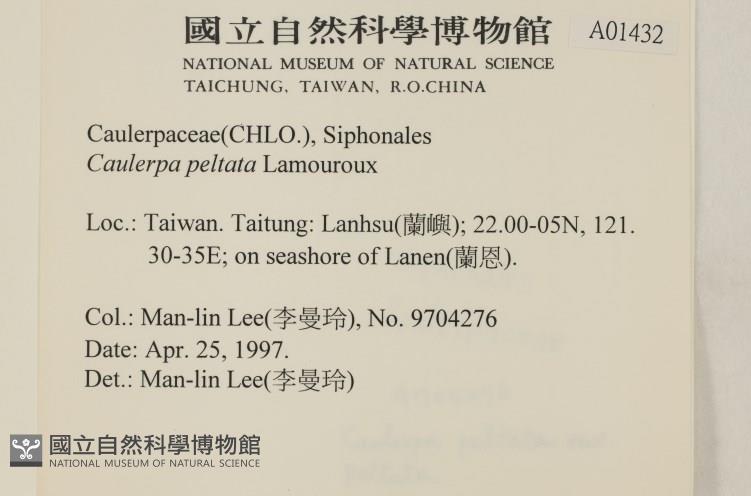 國立自然科學博物館
A01432
NATIONAL MUSEUM OF NATURAL SCIENCE
TAICHUNG, TAIWAN, R.O.CHINA
Caulerpaceae(CHLO.), Siphonales
Caulerpa peltata Lamouroux
Loc.: Taiwan. Taitung: Lanhsu(蘭嶼); 22.00-05N, 121.
30-35E; on seashore of Lanen(蘭恩).
Col.: Man-lin Lee(李曼玲), No. 9704276
Date: Apr. 25, 1997.
Det.: Man-lin Lee(李曼玲)
國立自然科學博物館
NATIONAL MUSEUM OF NATURAL SCIENCE